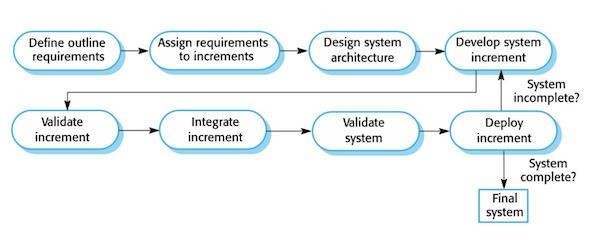 Define outline
requirements
Assign requirements
to increments
Design system
architecture
Develop system
increment
System
incomplete?
Validate
increment
Integrate
increment
Validate
system
Deploy
increment
System
complete?
Final
system